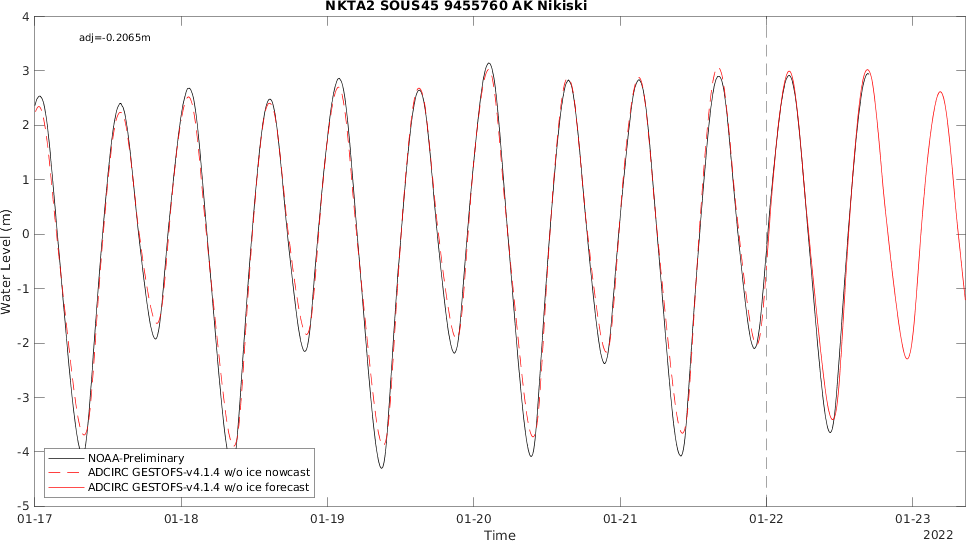 NKTA2 SOUS45 9455760 AK Nikiski
adj=-0.2065m
4
3
2
1
0
-1
-2
-3
-4
-5
Water Level (m)
NOAA-Preliminary
ADCIRC GESTOFS-v4.1.4 w/o ice nowcast
ADCIRC GESTOFS-v4.1.4 w/o ice forecast
01-17 01-18 01-19 01-20 01-21 01-22 01-23
Time
2022